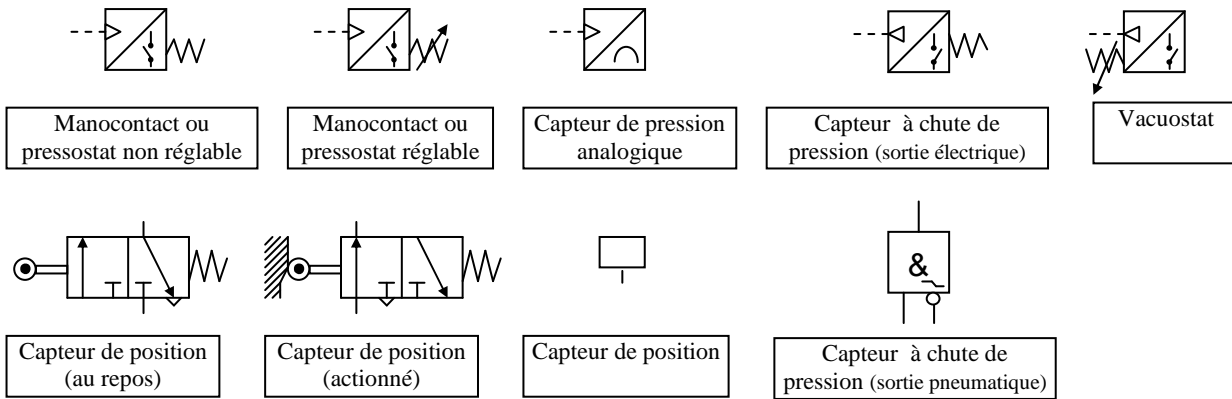 Manocontact ou
pressostat non réglable
Manocontact ou
pressostat réglable
Capteur de pression
analogique
Capteur à chute de
pression (sortie électrique)
Vacuostat
&
Capteur de position
(au repos)
Capteur de position
(actionné)
Capteur de position
Capteur à chute de
pression (sortie pneumatique)